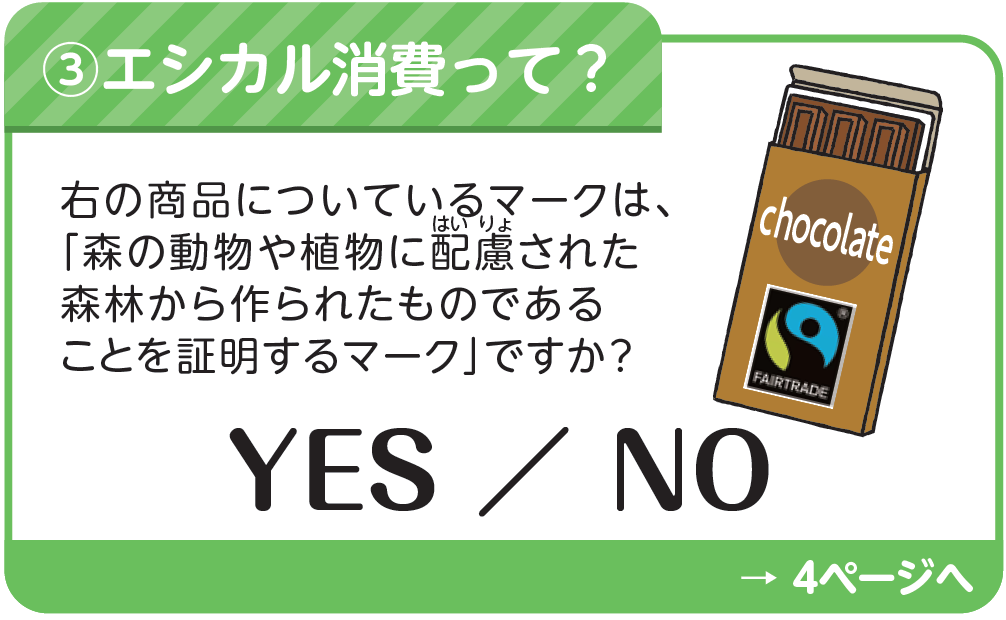 ③エシカル消費って？
右の商品についているマークは、
「森の動物や植物に配慮された
はい りょ
森林から作られたものである
ことを証明するマーク」ですか？
YES ／ NO
→ 4ページへ
chocolate
FAIRTRADE
®